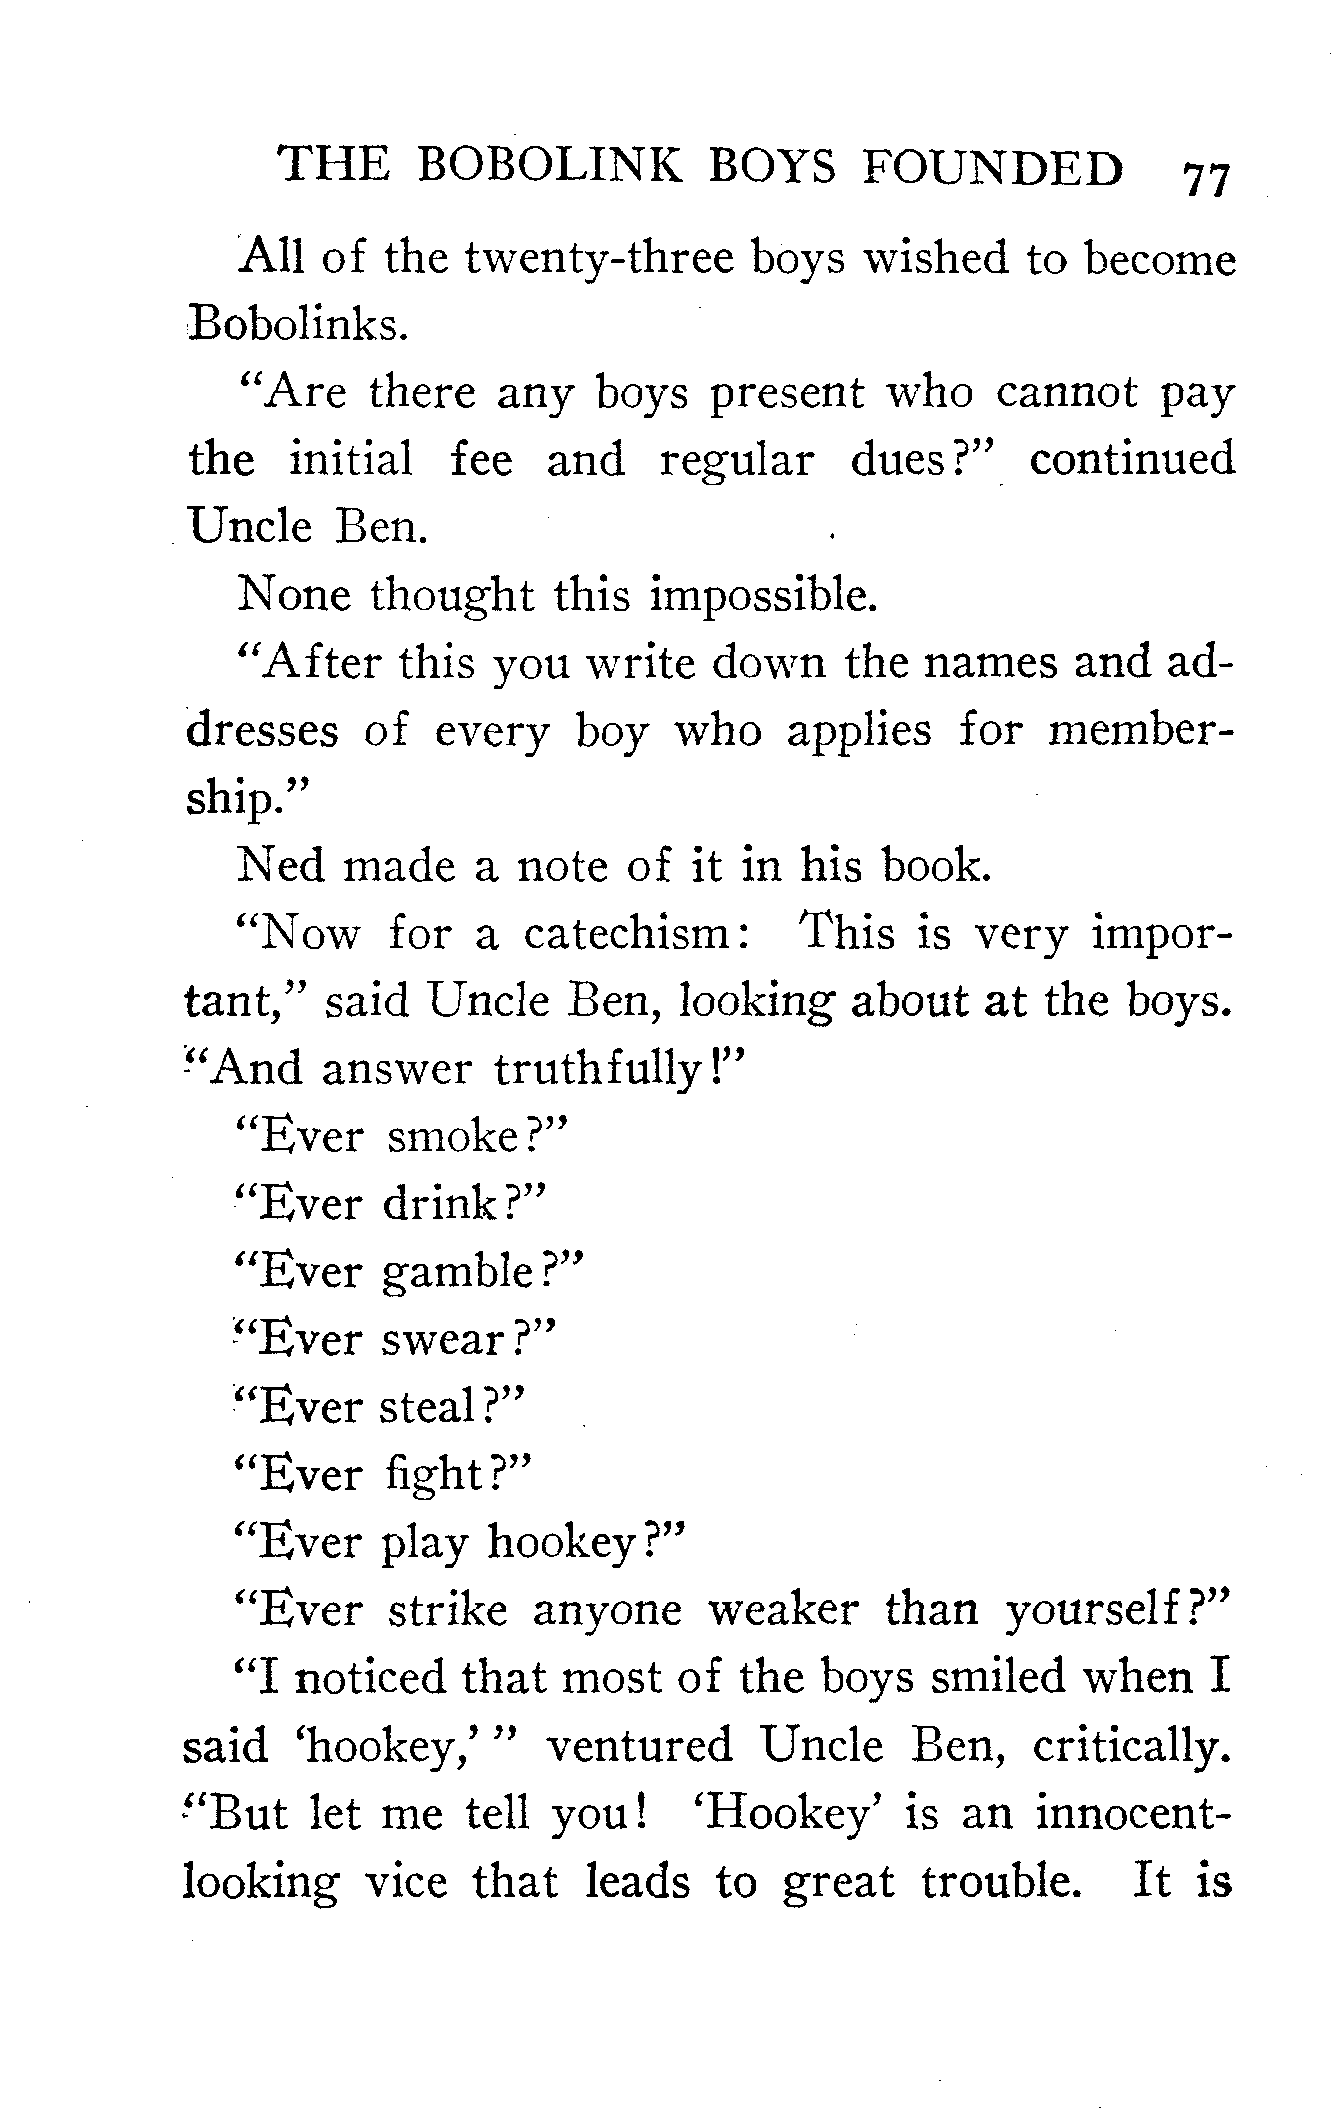 THE BOBOLINK BOYS FOUNDED 77
All of the twenty-three boys wished to become
Bobolinks.
“Are there any boys present who cannot pay
the initial fee and regular dues?” continued
Uncle Ben.
None thought this impossible.
“After this you write down the names and ad-
dresses of every boy who applies for member-
ship.”
Ned made a note of it in his book.
“Now for a catechism: This is very impor-
tant,” said Uncle Ben, looking about at the boys.
“And answer truthfully!”
“Ever smoke?”
“Ever drink?”
“Ever gamble?”
“Ever swear?”
“Ever steal?”
“Ever fight?”
“Ever play hookey?”
“Ever strike anyone weaker than yourself?”
“I noticed that most of the boys smiled when I
said ‘hookey,’ ” ventured Uncle Ben, critically.
“But let me tell you! ‘Hookey’ is an innocent-
looking vice that leads to great trouble. It is